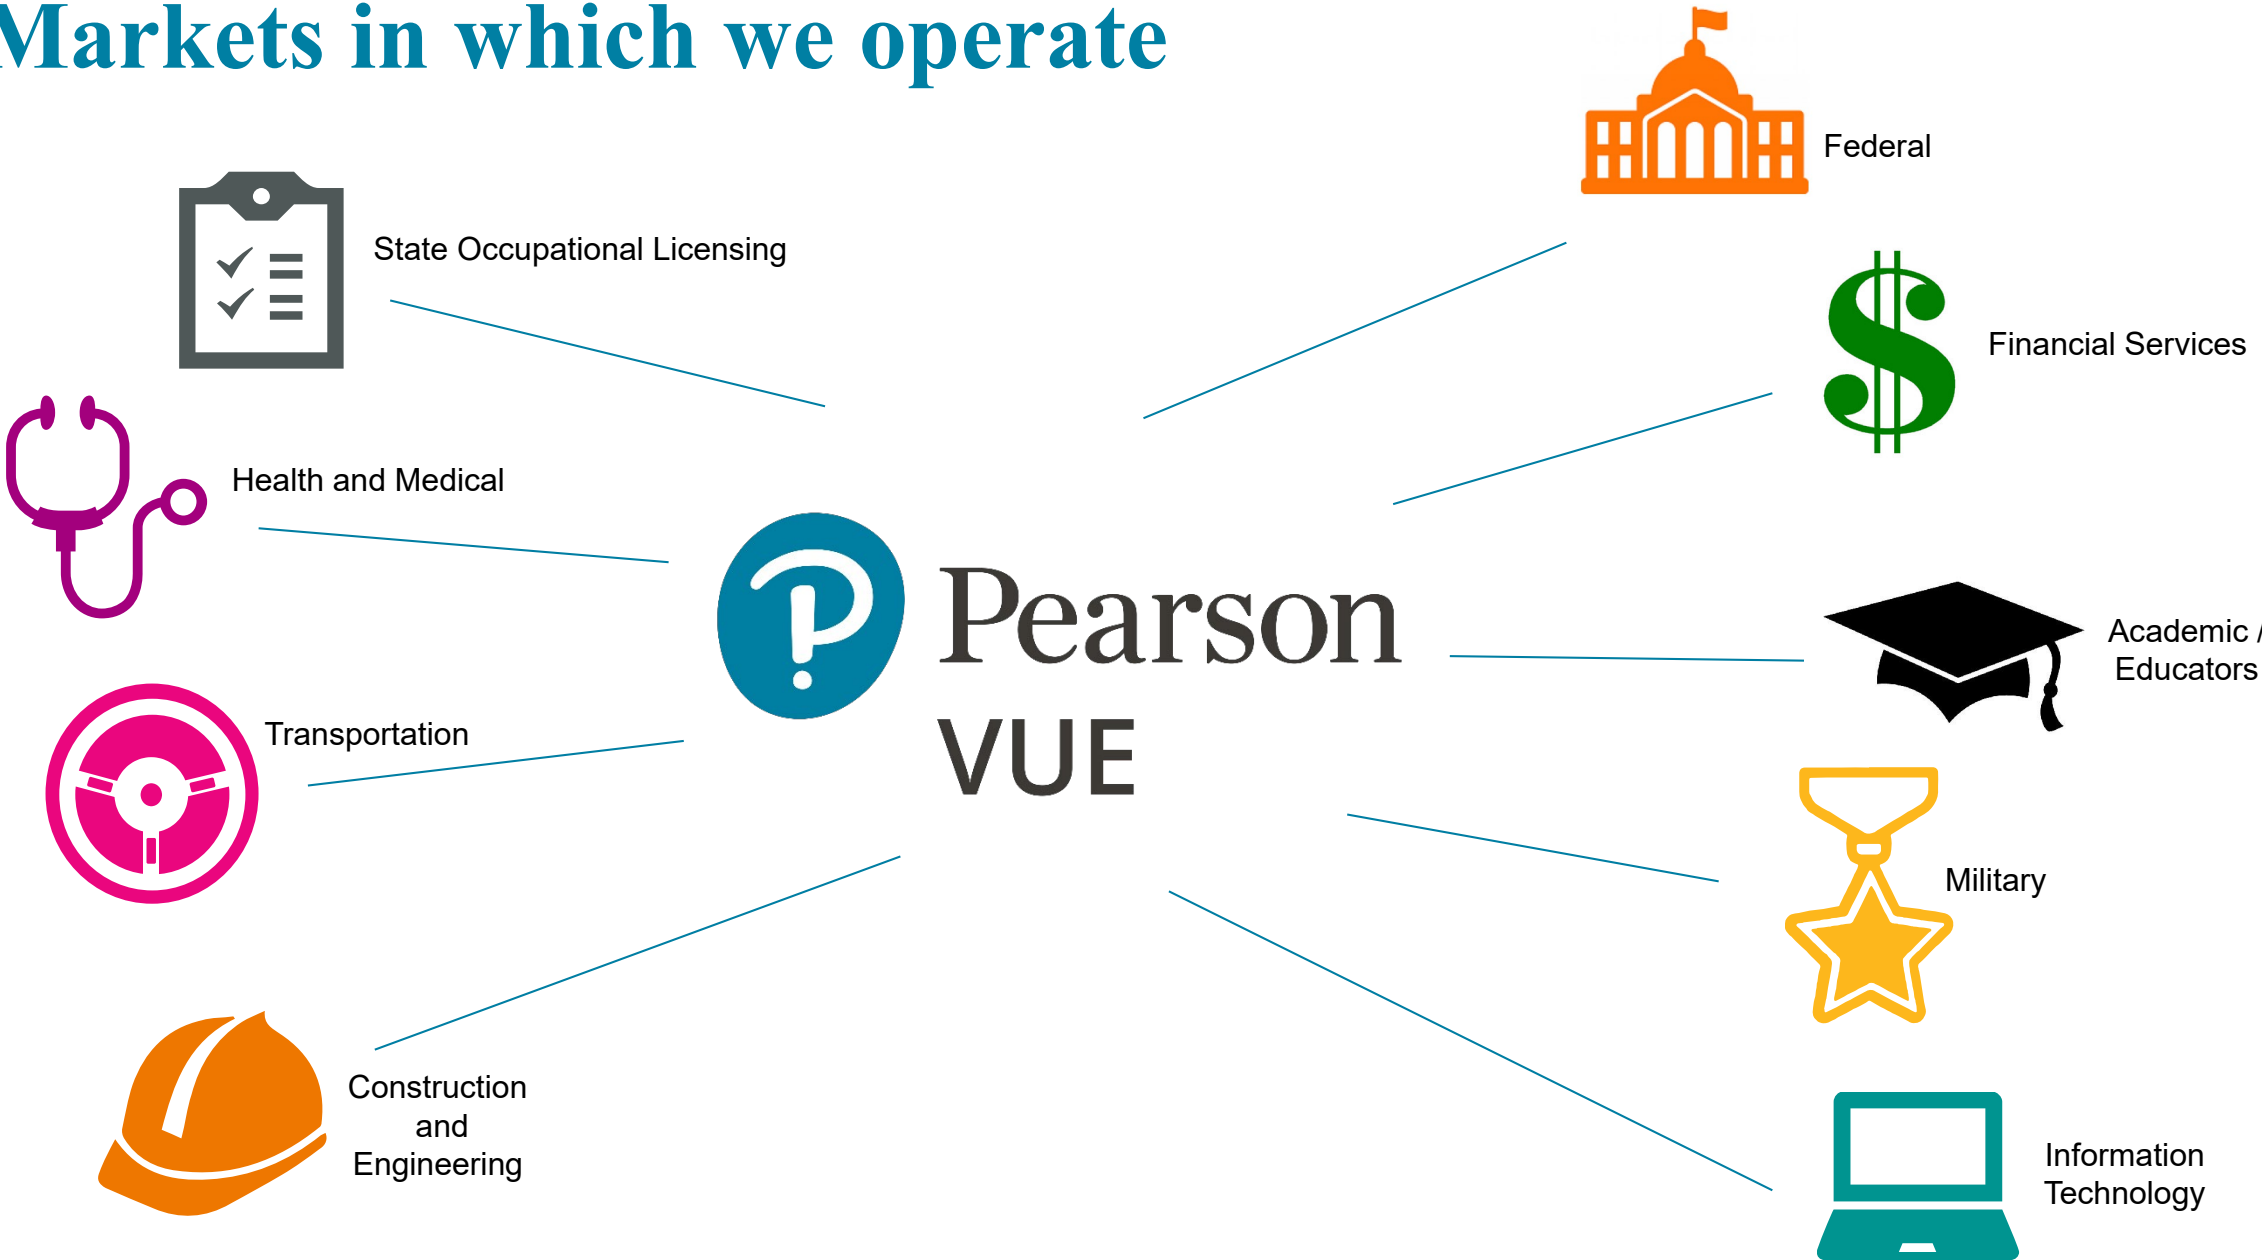 Markets in which we operate
Federal
State Occupational Licensing
Financial Services
Health and Medical
Pearson
VUE
Academic /
Educators
Transportation
Military
Construction
and
Engineering
Information
Technology